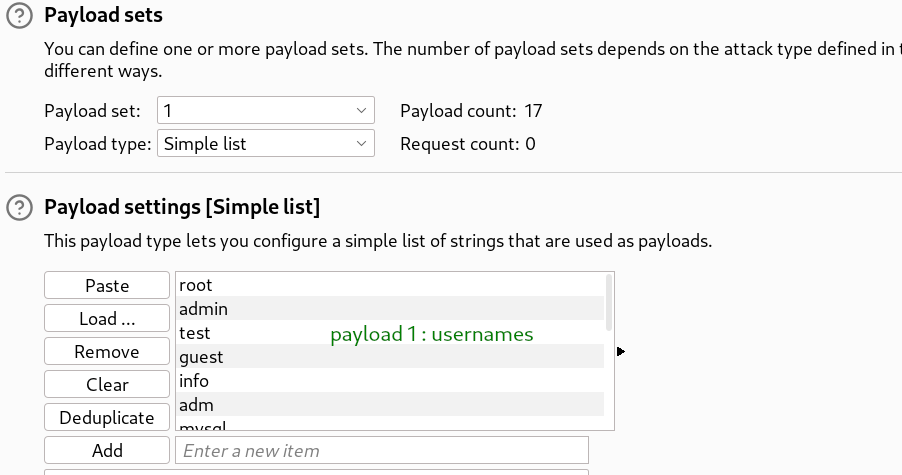 Payload sets
You can define one or more payload sets. The number of payload sets depends on the attack type defined in
different ways.
Payload set: 1 Payload count: 17
Payload type: Simple list Request count: 0
Payload settings [Simple list]
This payload type lets you configure a simple list of strings that are used as payloads.
Paste root
admin
Load ...
test payload 1 : usernames
Remove guest
Clear info
adm
Deduplicate
mysql
Add Enter a new item